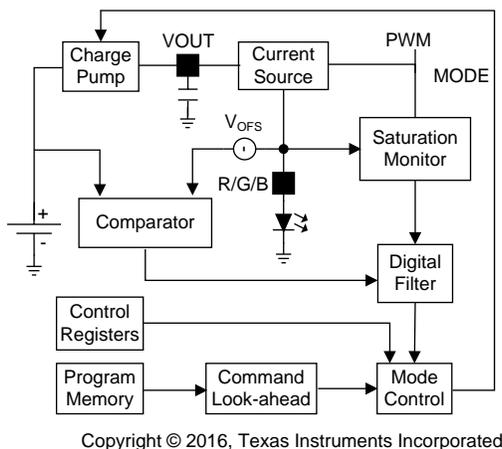 VOUT
PWM
Charge
Pump
Current
Source
MODE
V_OFS
Saturation
Monitor
R/G/B
+
-
Comparator
Digital
Filter
Control
Registers
Program
Memory
Command
Look-ahead
Mode
Control
Copyright © 2016, Texas Instruments Incorporated